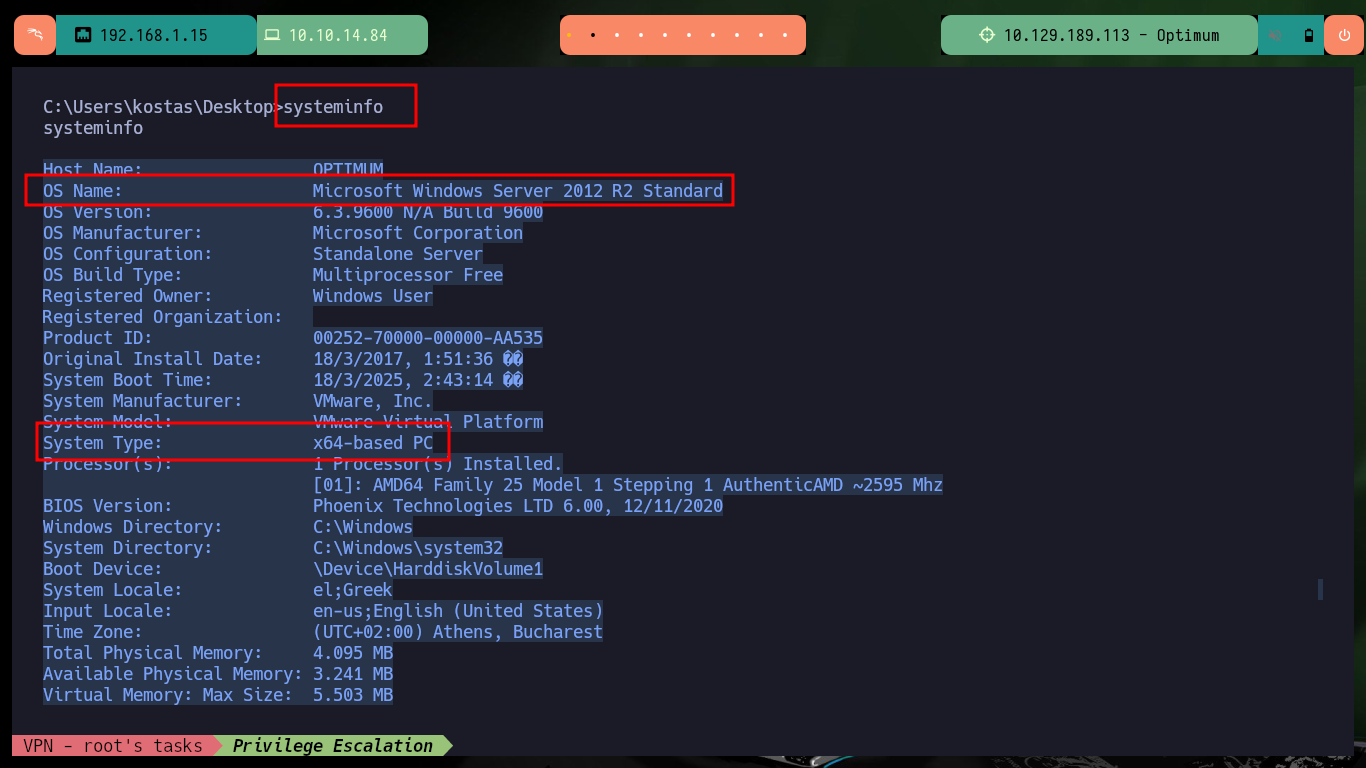 192.168.1.15 10.10.14.84 10.129.189.113 - Optimum
C:\Users\kostas\Desktop>systeminfo
systeminfo
Host Name: OPTIMUM
OS Name: Microsoft Windows Server 2012 R2 Standard
OS Version: 6.3.9600 N/A Build 9600
OS Manufacturer: Microsoft Corporation
OS Configuration: Standalone Server
OS Build Type: Multiprocessor Free
Registered Owner: Windows User
Registered Organization:
Product ID: 00252-70000-00000-AA535
Original Install Date: 18/3/2017, 1:51:36 ��
System Boot Time: 18/3/2025, 2:43:14 ��
System Manufacturer: VMware, Inc.
System Model: VMware Virtual Platform
System Type: x64-based PC
Processor(s): 1 Processor(s) Installed.
[01]: AMD64 Family 25 Model 1 Stepping 1 AuthenticAMD ~2595 Mhz
BIOS Version: Phoenix Technologies LTD 6.00, 12/11/2020
Windows Directory: C:\Windows
System Directory: C:\Windows\system32
Boot Device: \Device\HarddiskVolume1
System Locale: el;Greek
Input Locale: en-us;English (United States)
Time Zone: (UTC+02:00) Athens, Bucharest
Total Physical Memory: 4.095 MB
Available Physical Memory: 3.241 MB
Virtual Memory: Max Size: 5.503 MB
VPN - root's tasks Privilege Escalation